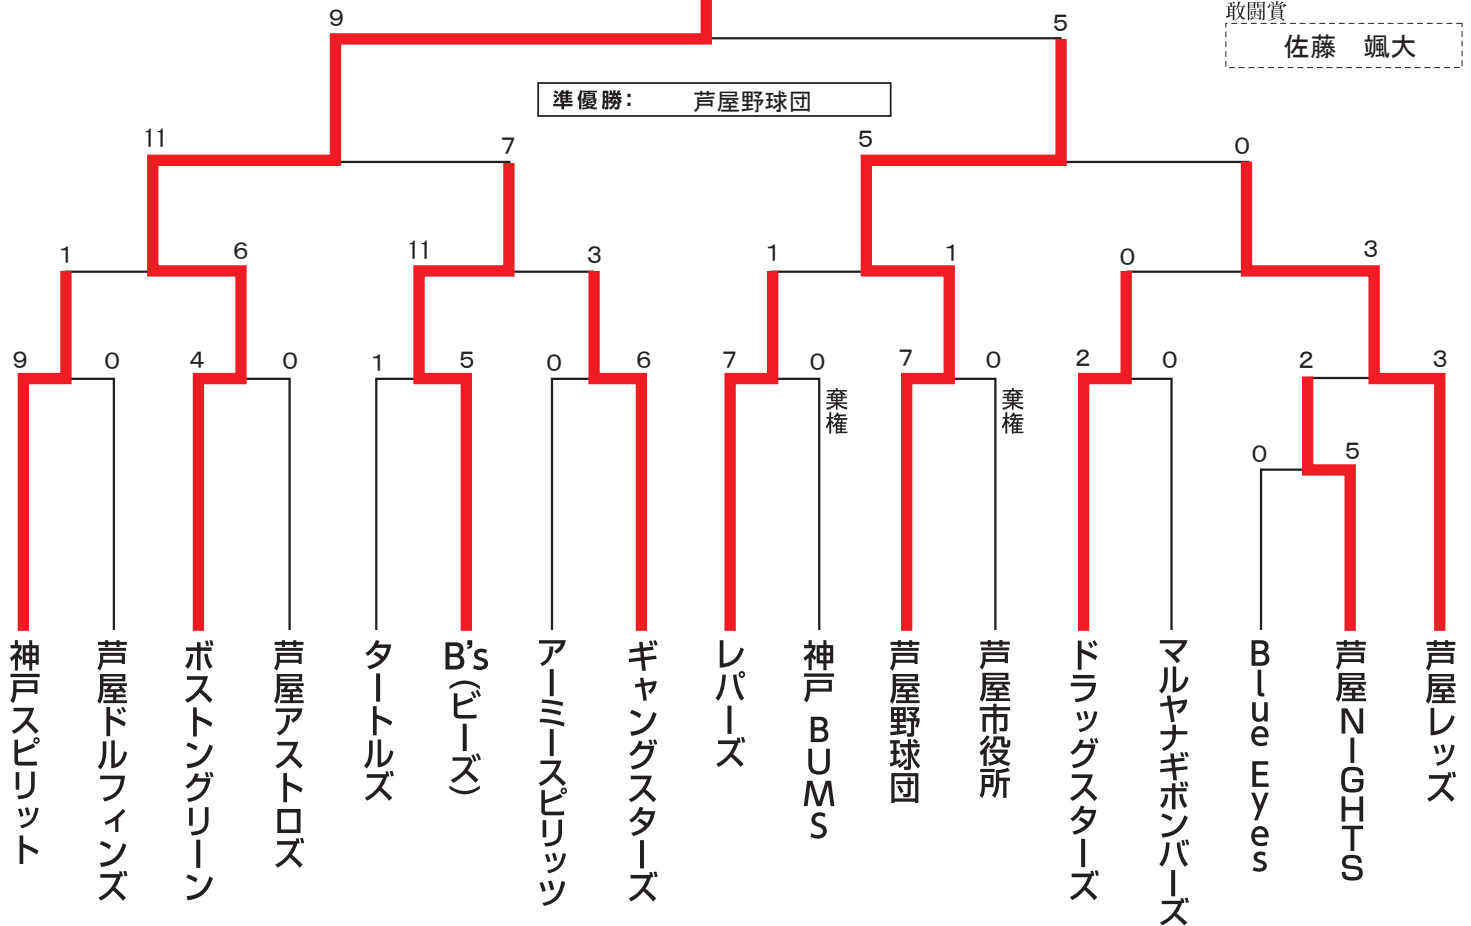 敢闘賞
佐藤　颯大
9
5
準優勝：　芦屋野球団
11
7
5
0
1
6
11
3
1
1
0
3
9
0
4
0
1
5
0
6
7
0
7
0
2
0
2
3
棄権
棄権
0
5
神戸スピリット
芦屋ドルフィンズ
ボストングリーン
芦屋アストロズ
タートルズ
B's(ビーズ)
アーミースピリッツ
ギャングスターズ
レパーズ
神戸 BUMS
芦屋野球団
芦屋市役所
ドラッグスターズ
マルヤナギボンバーズ
Blue Eyes
芦屋NIGHTS
芦屋レッズ